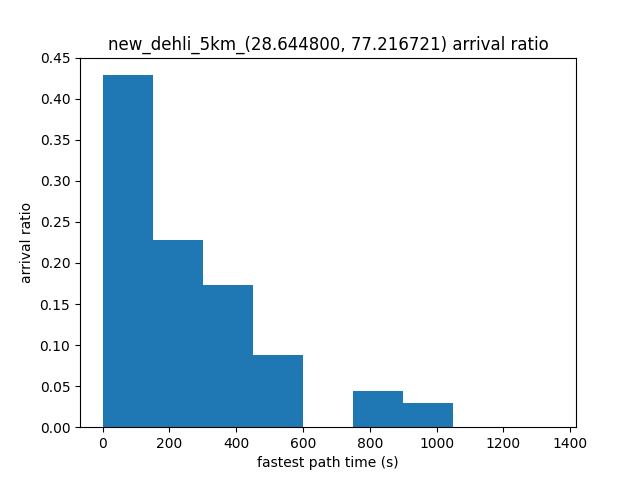 new_dehli_5km_(28.644800, 77.216721) arrival ratio
0.45
0.40
0.35
0.30
0.25
0.20
0.15
0.10
0.05
0.00
arrival ratio
0 200 400 600 800 1000 1200 1400
fastest path time (s)